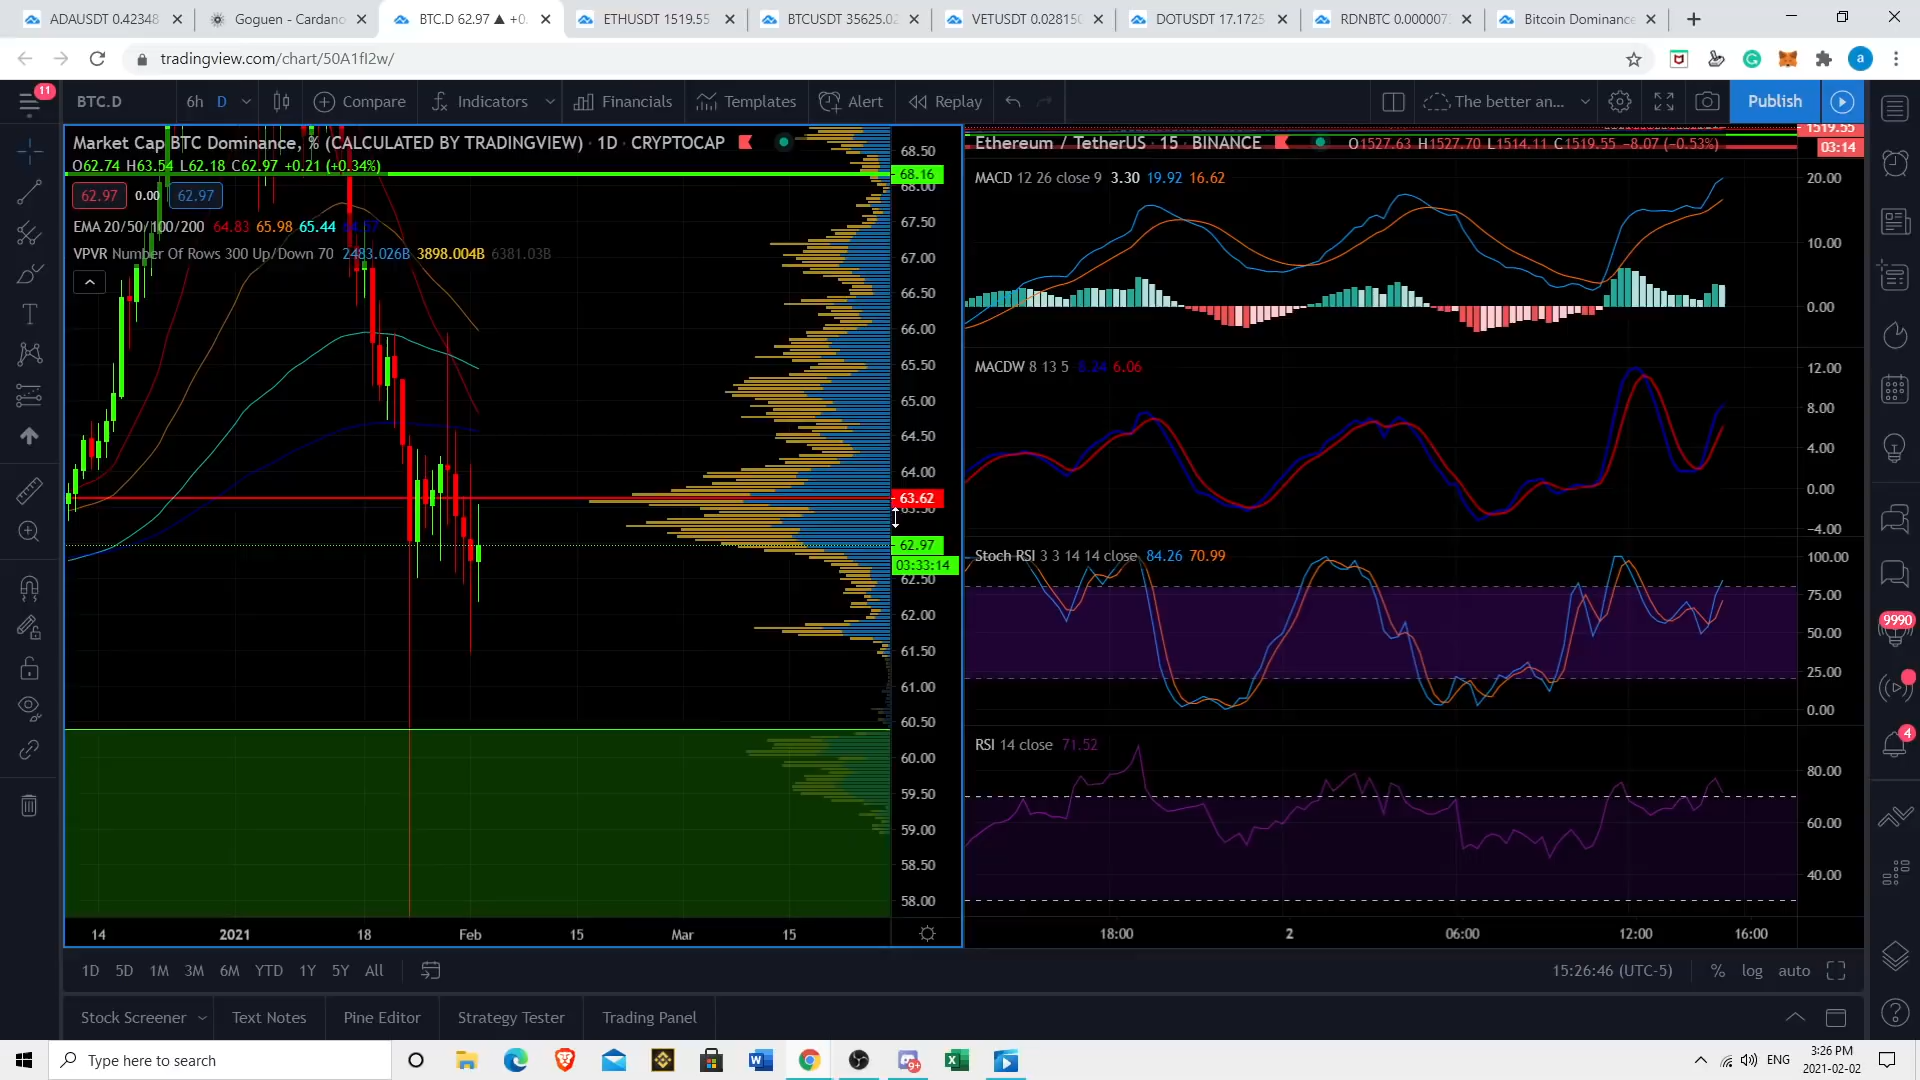 ADAUSDT 0.42348
Goguen - Cardano
BTC.D 62.97 ▲ +0.
ETHUSDT 1519.55
BTCUSDT 35625.02
VETUSDT 0.02815
DOTUSDT 17.1725
RDNBTC 0.000007
Bitcoin Dominance
tradingview.com/chart/50A1fI2w/
a
11
BTC.D
6h
D
Compare
Indicators
Financials
Templates
Alert
Replay
The better an...
Publish
Market Cap BTC Dominance, % (CALCULATED BY TRADINGVIEW) · 1D · CRYPTOCAP
O62.74 H63.54 L62.18 C62.97 +0.21 (+0.34%)
62.97 0.00 62.97
EMA 20/50/100/200 64.83 65.98 65.44
VPVR Number Of Rows 300 Up/Down 70 2483.026B 3898.004B 6381.03B
68.50
68.16
68.00
67.50
67.00
66.50
66.00
65.50
65.00
64.50
64.00
63.62
63.50
62.97
03:33:14
62.50
62.00
61.50
61.00
60.50
60.00
59.50
59.00
58.50
58.00
14
2021
18
Feb
15
Mar
15
Ethereum / TetherUS · 15 · BINANCE
O1527.63 H1527.70 L1514.11 C1519.55 −8.07 (−0.53%)
1519.55
03:14
MACD 12 26 close 9 3.30 19.92 16.62
20.00
10.00
0.00
MACDW 8 13 5 8.24 6.06
12.00
8.00
4.00
0.00
−4.00
Stoch RSI 3 3 14 14 close 84.26 70.99
100.00
75.00
50.00
25.00
0.00
RSI 14 close 71.52
80.00
60.00
40.00
18:00
2
06:00
12:00
16:00
9990
4
1D
5D
1M
3M
6M
YTD
1Y
5Y
All
15:26:46 (UTC-5)
%
log
auto
Stock Screener
Text Notes
Pine Editor
Strategy Tester
Trading Panel
Type here to search
9+
ENG
3:26 PM
2021-02-02